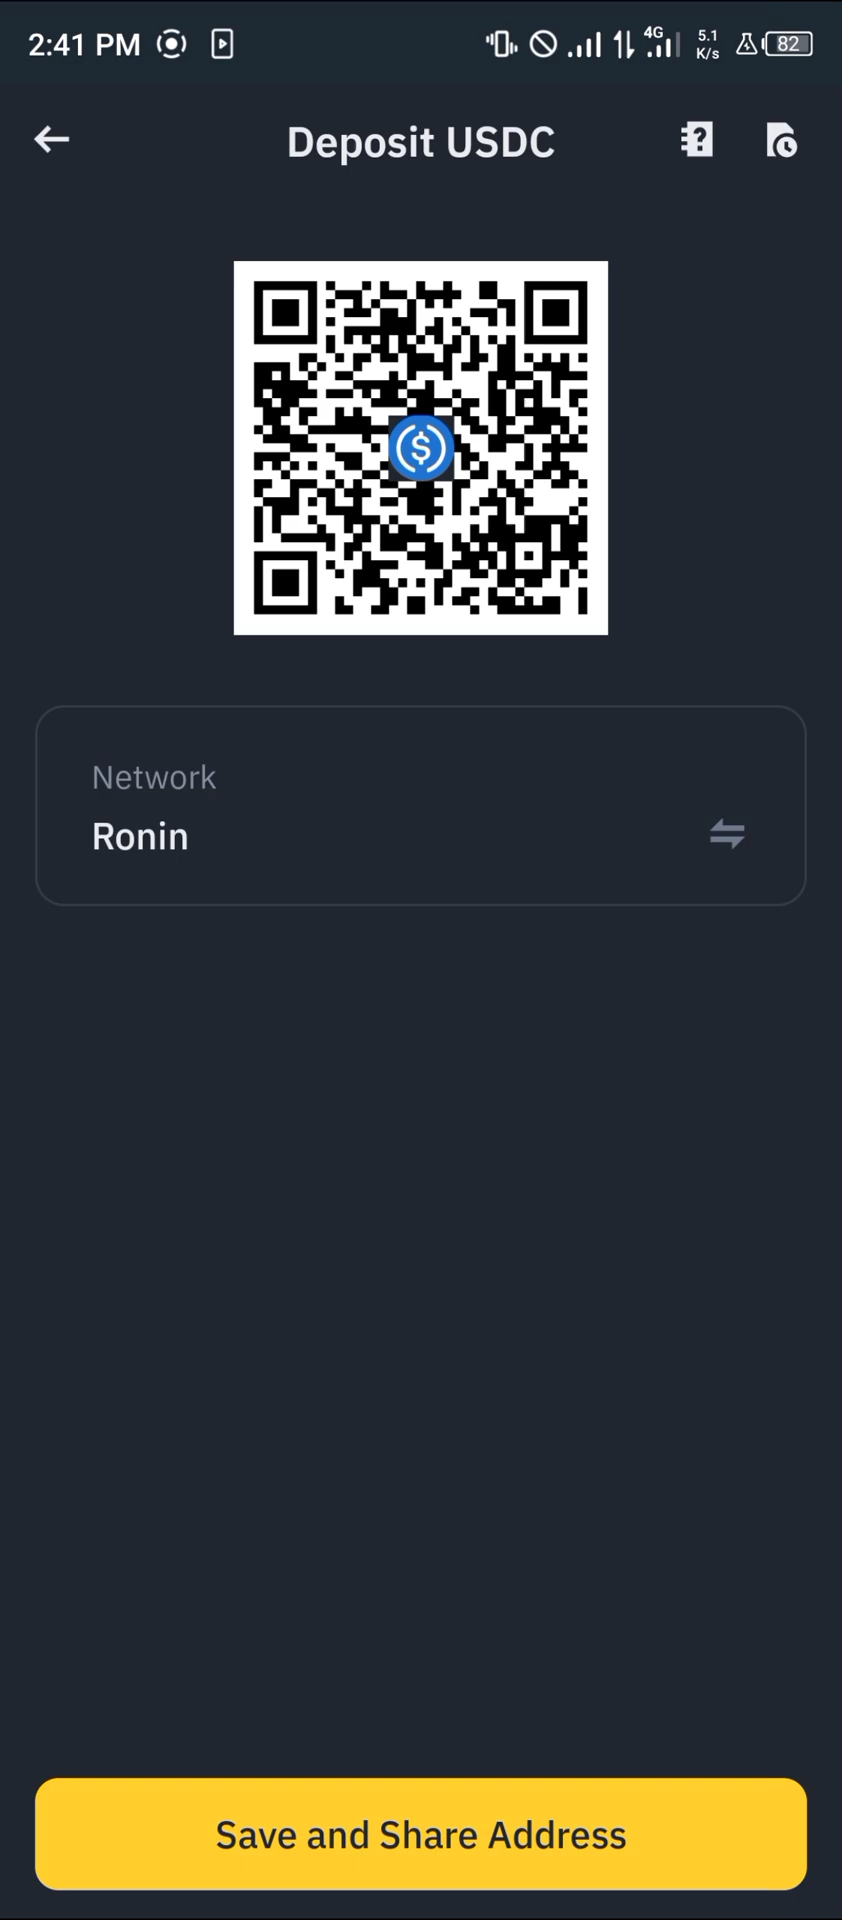 2:41 PM 4G 5.1 K/s 82
Deposit USDC
Network
Ronin
Save and Share Address